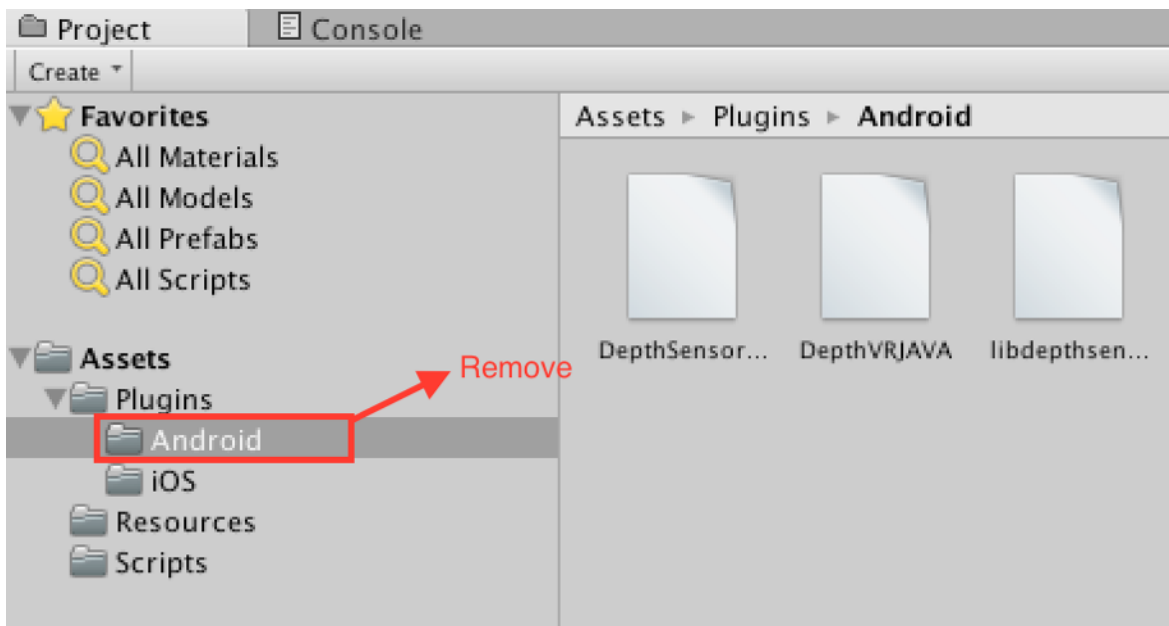 Project
Console
Create
Favorites
All Materials
All Models
All Prefabs
All Scripts
Assets
Plugins
Android
iOS
Resources
Scripts
Remove
Assets Plugins Android
DepthSensor...
DepthVRJAVA
libdepthsen...